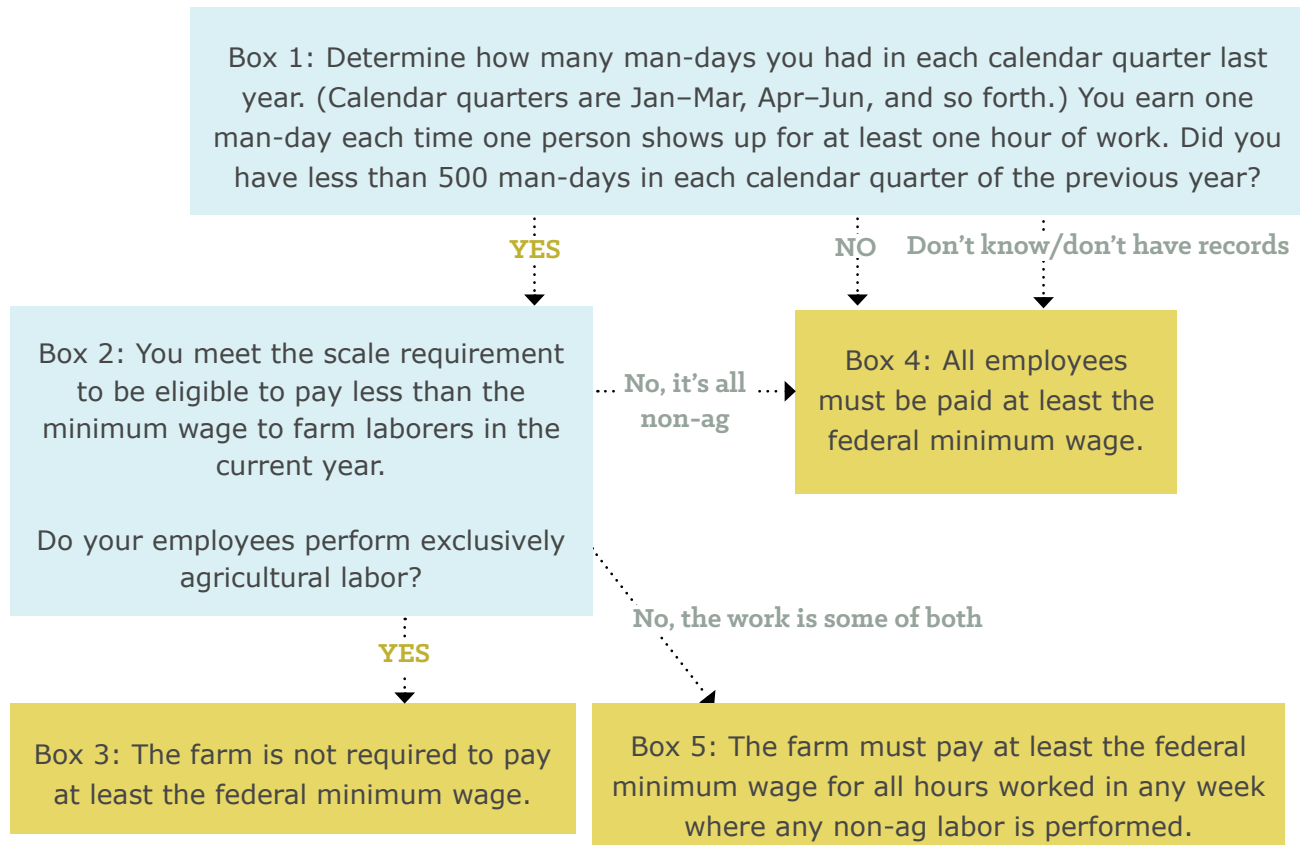 Box 1: Determine how many man-days you had in each calendar quarter last
year. (Calendar quarters are Jan–Mar, Apr–Jun, and so forth.) You earn one
man-day each time one person shows up for at least one hour of work. Did you
have less than 500 man-days in each calendar quarter of the previous year?
YES
NO
Don't know/don't have records
Box 2: You meet the scale requirement
to be eligible to pay less than the
minimum wage to farm laborers in the
current year.
Do your employees perform exclusively
agricultural labor?
No, it's all
non-ag
Box 4: All employees
must be paid at least the
federal minimum wage.
No, the work is some of both
YES
Box 3: The farm is not required to pay
at least the federal minimum wage.
Box 5: The farm must pay at least the federal
minimum wage for all hours worked in any week
where any non-ag labor is performed.